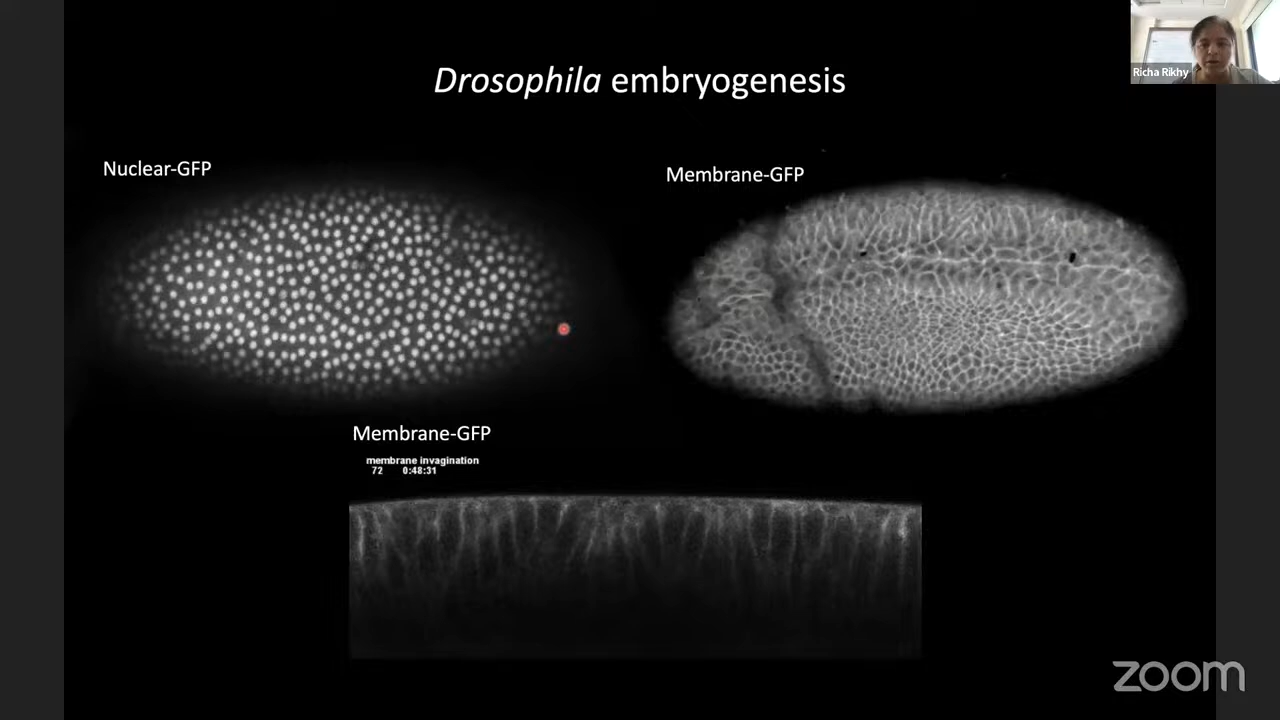 Richa Rikhy
Drosophila embryogenesis
Nuclear-GFP
Membrane-GFP
Membrane-GFP
membrane invagination
72 0:48:31
zoom